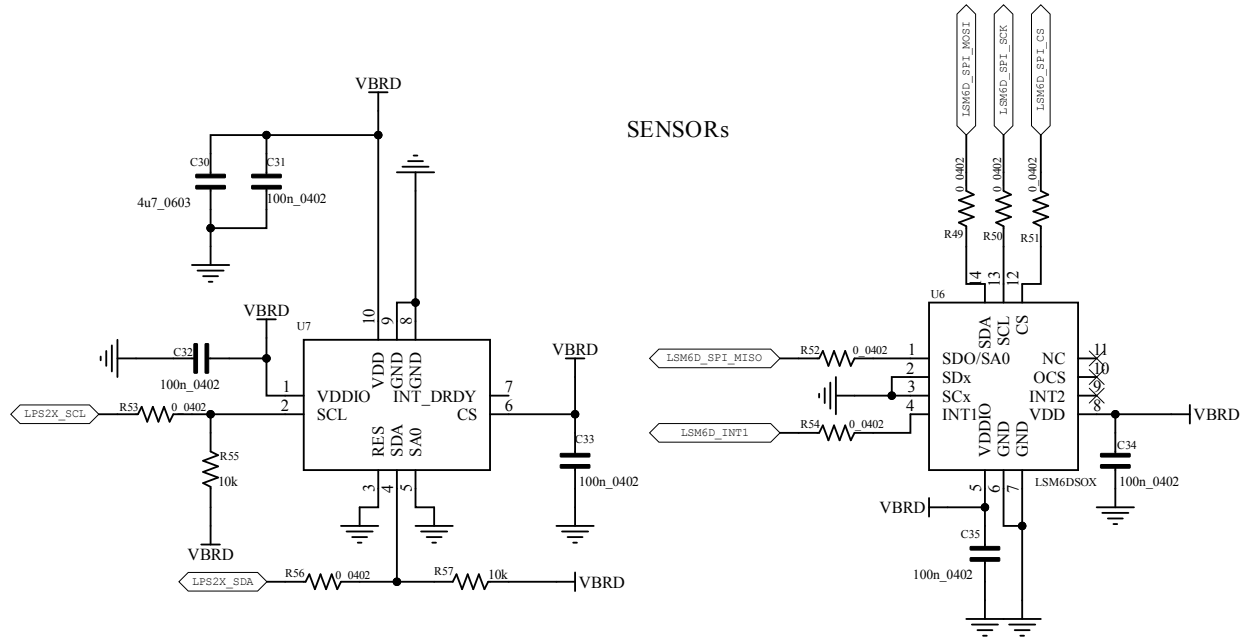 SENSORs
VBRD
C30
4u7_0603
C31
100n_0402
VBRD
U7
C32
100n_0402
LPS2X_SCL
R53
0_0402
R55
10k
VBRD
10
9
8
VDD
GND
GND
1
VDDIO
2
SCL
INT_DRDY
7
CS
6
RES
SDA
SA0
3
4
5
VBRD
C33
100n_0402
LPS2X_SDA
R56
0_0402
R57
10k
VBRD
LSM6D_SPI_MOSI
LSM6D_SPI_SCK
LSM6D_SPI_CS
0_0402
0_0402
0_0402
R49
R50
R51
14
13
12
U6
SDA
SCL
CS
LSM6D_SPI_MISO
R52
0_0402
1
SDO/SA0
2
SDx
3
SCx
4
INT1
LSM6D_INT1
R54
0_0402
NC
11
OCS
10
INT2
9
VDD
8
VBRD
VDDIO
GND
GND
5
6
7
LSM6DSOX
C34
100n_0402
VBRD
C35
100n_0402